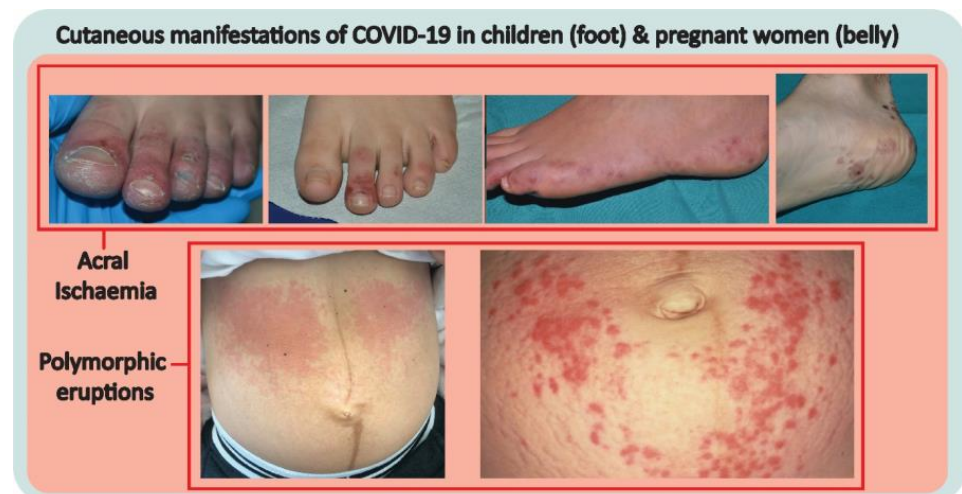 Cutaneous manifestations of COVID-19 in children (foot) & pregnant women (belly)
Acral
Ischaemia
Polymorphic
eruptions